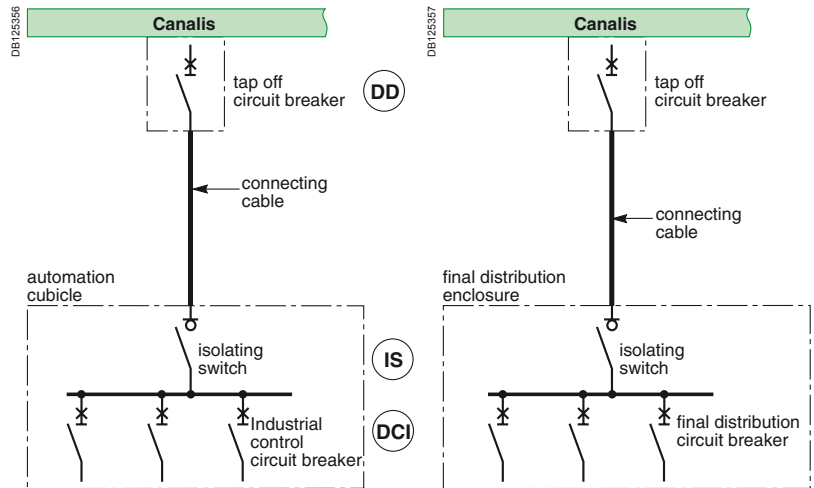 DB125356
Canalis
tap off
circuit breaker
DD
connecting
cable
automation
cubicle
isolating
switch
IS
Industrial
control
circuit breaker
DCI
DB125357
Canalis
tap off
circuit breaker
connecting
cable
final distribution
enclosure
isolating
switch
final distribution
circuit breaker